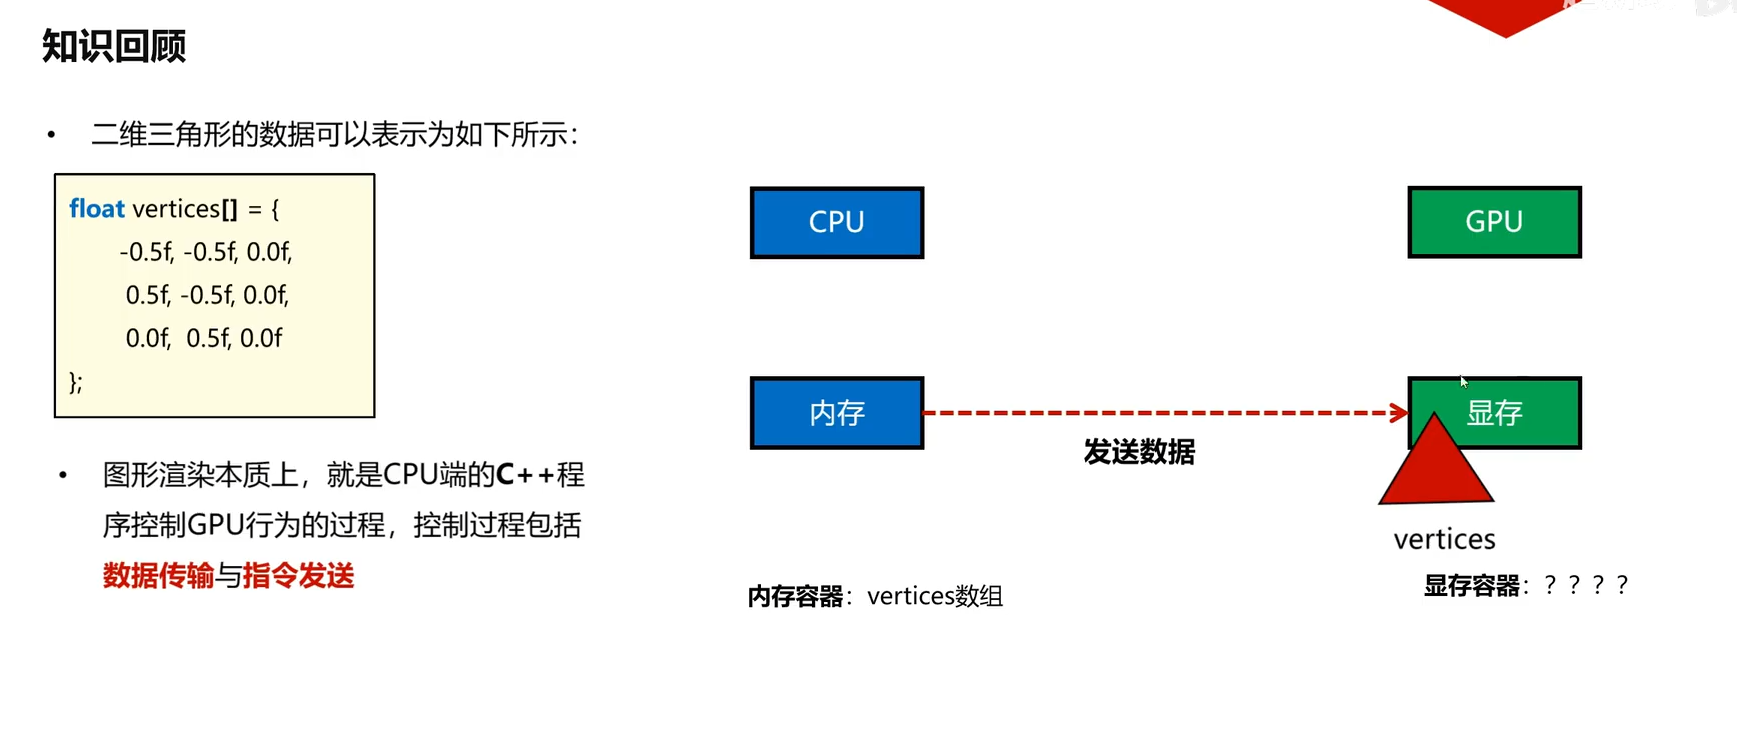 知识回顾
• 二维三角形的数据可以表示为如下所示：
float vertices[] = {
-0.5f, -0.5f, 0.0f,
0.5f, -0.5f, 0.0f,
0.0f, 0.5f, 0.0f
};
• 图形渲染本质上，就是CPU端的C++程
序控制GPU行为的过程，控制过程包括
数据传输与指令发送
CPU
GPU
内存
显存
发送数据
vertices
内存容器：vertices数组
显存容器：？？？？